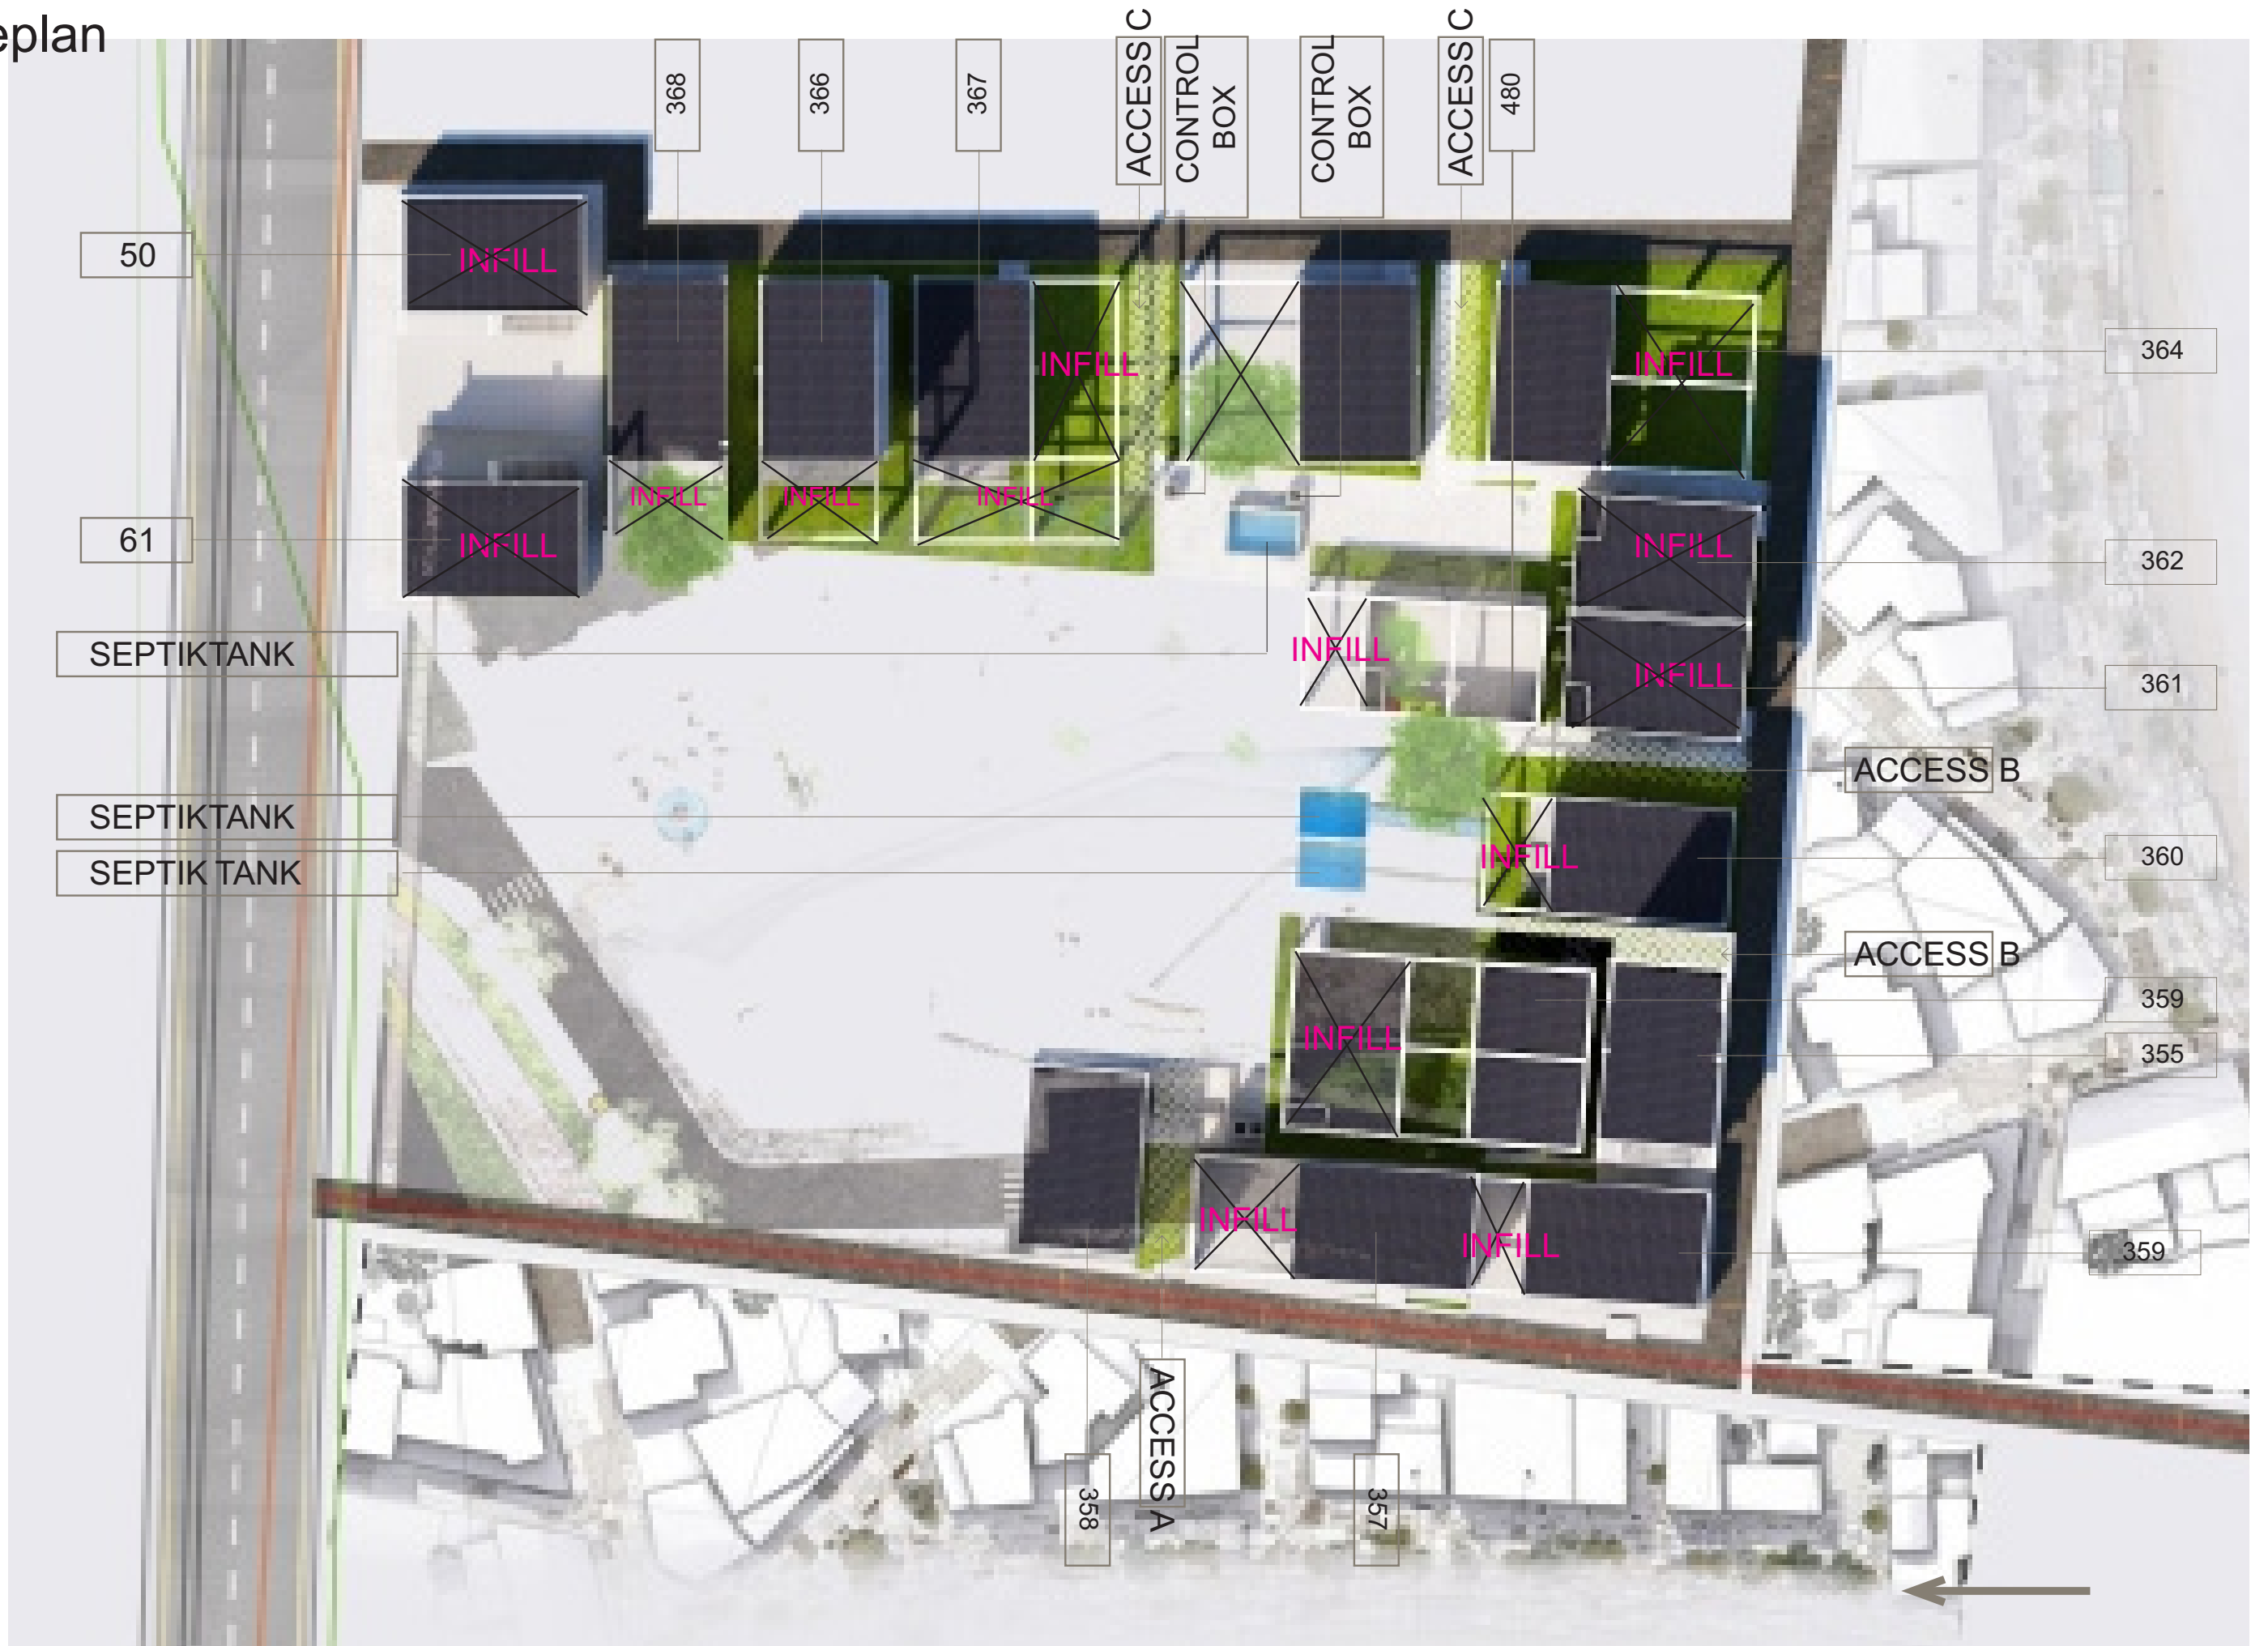 eplan
368
366
367
ACCESS C
CONTROL
BOX
CONTROL
BOX
ACCESS C
480
50
INFILL
61
INFILL
INFILL
INFILL
INFILL
INFILL
INFILL
364
INFILL
362
INFILL
361
INFILL
SEPTIKTANK
ACCESS B
SEPTIKTANK
SEPTIK TANK
INFILL
360
ACCESS B
359
INFILL
355
INFILL
INFILL
359
358
ACCESS A
357